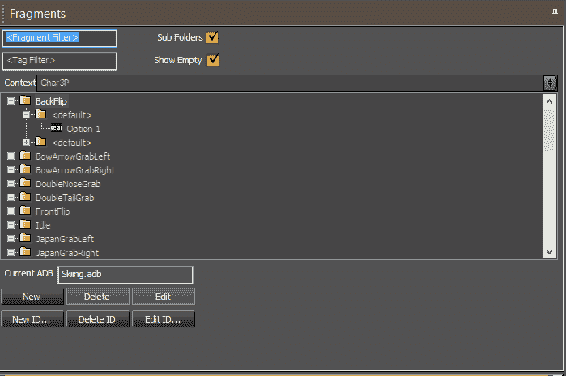 Fragments
<Fragment Filter> Sub Folders
<Tag Filter> Show Empty
Context Char3P
BackFlip
<default>
Option 1
<default>
BowArrowGrabLeft
BowArrowGrabRight
DoubleNoseGrab
DoubleTailGrab
FrontFlip
Idle
JapanGrabLeft
JapanGrabRight
Current ADB Skiing.adb
New Delete Edit
New ID... Delete ID Edit ID...